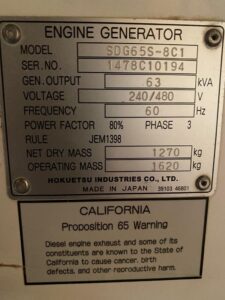 ENGINE GENERATOR
MODEL SDG65S-8C1
SER.NO. 1478C10194
GEN.OUTPUT 63 kVA
VOLTAGE 240/480 V
FREQUENCY 60 Hz
POWER FACTOR 80% PHASE 3
RULE JEM1398
NET DRY MASS 1270 kg
OPERATING MASS 1620 kg
HOKUETSU INDUSTRIES CO., LTD.
MADE IN JAPAN 39103 46801
CALIFORNIA
Proposition 65 Warning
Diesel engine exhaust and some of its
constituents are known to the State of
California to cause cancer, birth
defects, and other reproductive harm.